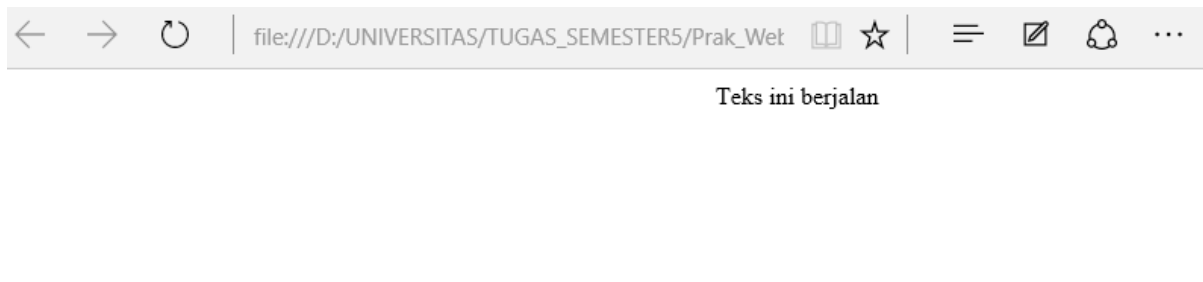 file:///D:/UNIVERSITAS/TUGAS_SEMESTER5/Prak_Wet
Teks ini berjalan